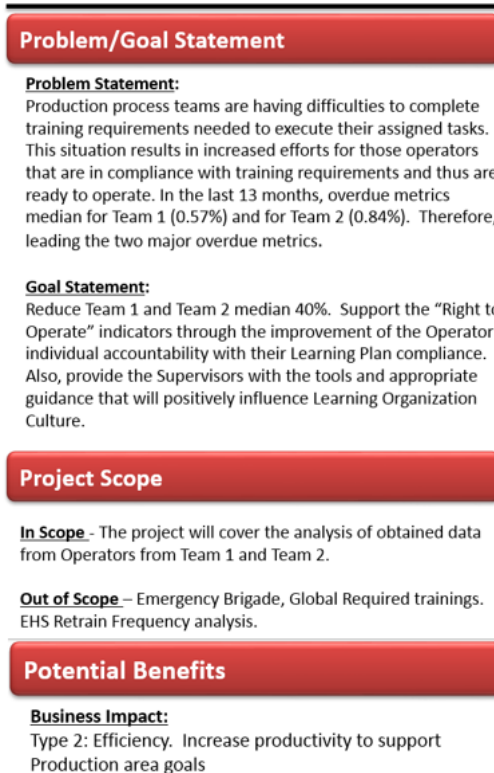 Problem/Goal Statement
Problem Statement:
Production process teams are having difficulties to complete
training requirements needed to execute their assigned tasks.
This situation results in increased efforts for those operators
that are in compliance with training requirements and thus are
ready to operate. In the last 13 months, overdue metrics
median for Team 1 (0.57%) and for Team 2 (0.84%). Therefore,
leading the two major overdue metrics.
Goal Statement:
Reduce Team 1 and Team 2 median 40%. Support the “Right to
Operate” indicators through the improvement of the Operator
individual accountability with their Learning Plan compliance.
Also, provide the Supervisors with the tools and appropriate
guidance that will positively influence Learning Organization
Culture.
Project Scope
In Scope - The project will cover the analysis of obtained data
from Operators from Team 1 and Team 2.
Out of Scope – Emergency Brigade, Global Required trainings.
EHS Retrain Frequency analysis.
Potential Benefits
Business Impact:
Type 2: Efficiency. Increase productivity to support
Production area goals